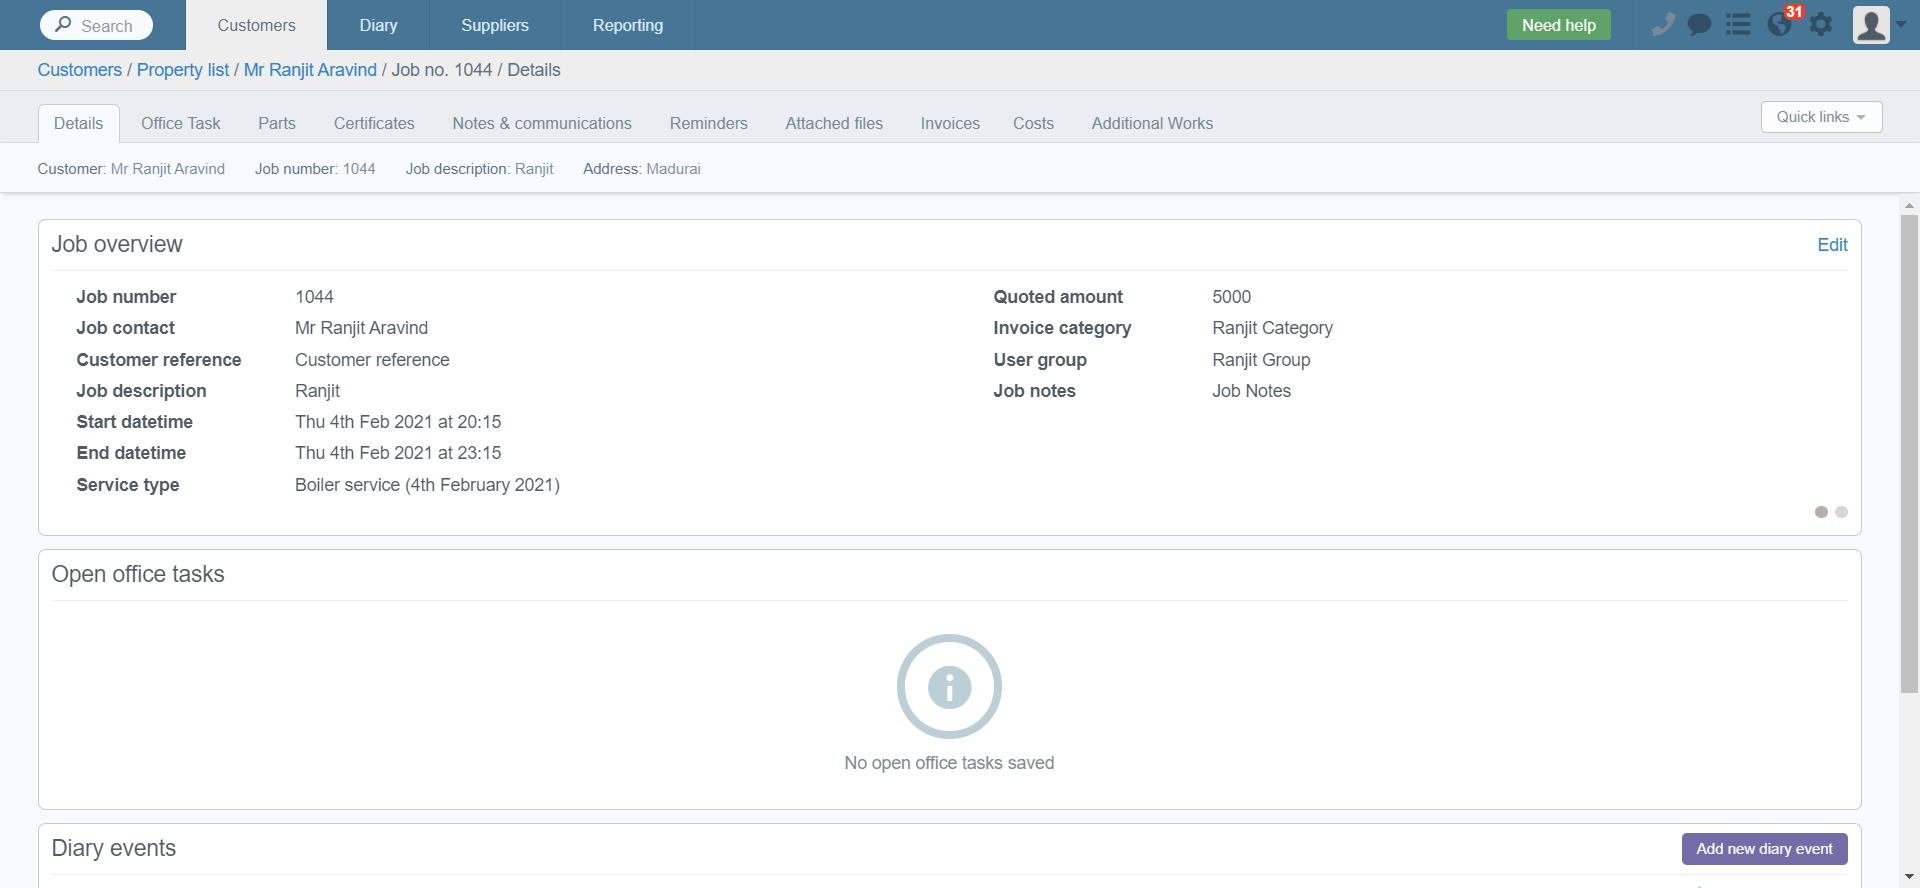 Search Customers Diary Suppliers Reporting Need help 31
Customers / Property list / Mr Ranjit Aravind / Job no. 1044 / Details
Details Office Task Parts Certificates Notes & communications Reminders Attached files Invoices Costs Additional Works Quick links
Customer: Mr Ranjit Aravind Job number: 1044 Job description: Ranjit Address: Madurai
Job overview Edit
Job number 1044
Job contact Mr Ranjit Aravind
Customer reference Customer reference
Job description Ranjit
Start datetime Thu 4th Feb 2021 at 20:15
End datetime Thu 4th Feb 2021 at 23:15
Service type Boiler service (4th February 2021)
Quoted amount 5000
Invoice category Ranjit Category
User group Ranjit Group
Job notes Job Notes
Open office tasks
No open office tasks saved
Diary events Add new diary event